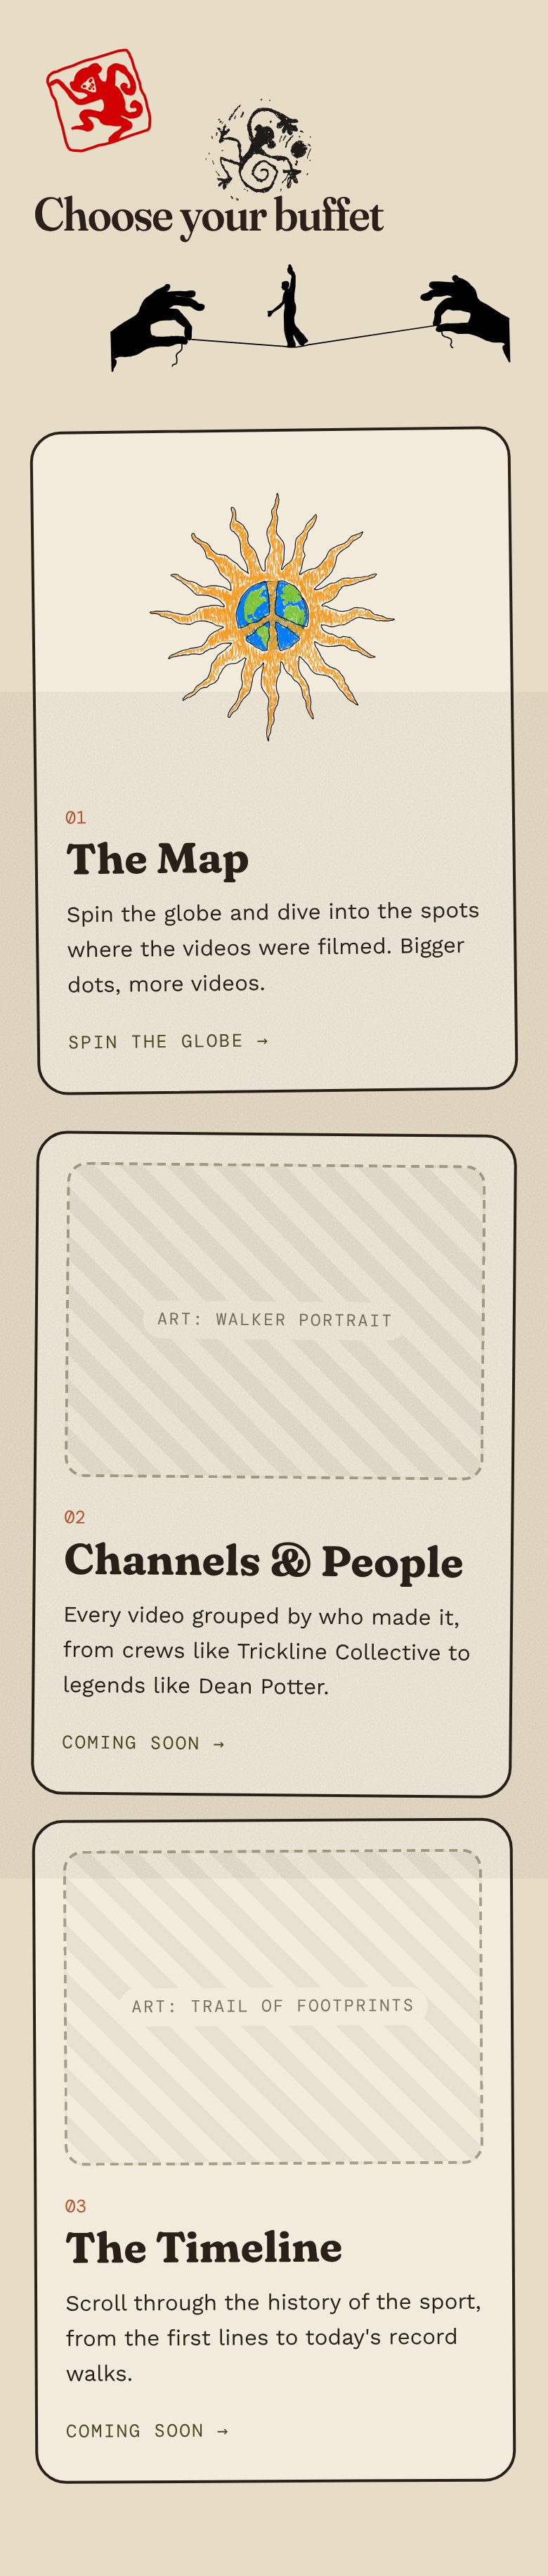 Choose your buffet
01
The Map
Spin the globe and dive into the spots
where the videos were filmed. Bigger
dots, more videos.
SPIN THE GLOBE →
ART: WALKER PORTRAIT
02
Channels & People
Every video grouped by who made it,
from crews like Trickline Collective to
legends like Dean Potter.
COMING SOON →
ART: TRAIL OF FOOTPRINTS
03
The Timeline
Scroll through the history of the sport,
from the first lines to today's record
walks.
COMING SOON →